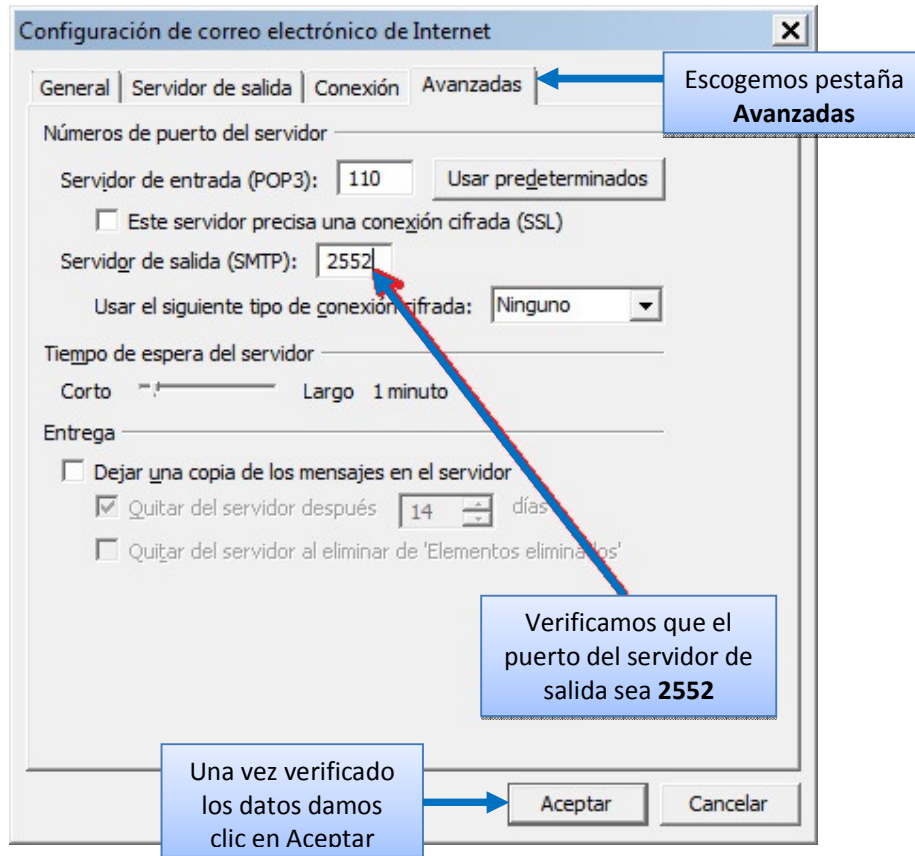 Configuración de correo electrónico de Internet
General Servidor de salida Conexión Avanzadas
Escogemos pestaña
Avanzadas
Números de puerto del servidor
Servidor de entrada (POP3): 110 Usar predeterminados
Este servidor precisa una conexión cifrada (SSL)
Servidor de salida (SMTP): 2552
Usar el siguiente tipo de conexión cifrada: Ninguno
Tiempo de espera del servidor
Corto Largo 1 minuto
Entrega
Dejar una copia de los mensajes en el servidor
Quitar del servidor después 14 días
Quitar del servidor al eliminar de 'Elementos eliminados'
Verificamos que el
puerto del servidor de
salida sea 2552
Una vez verificado
los datos damos
clic en Aceptar
Aceptar Cancelar